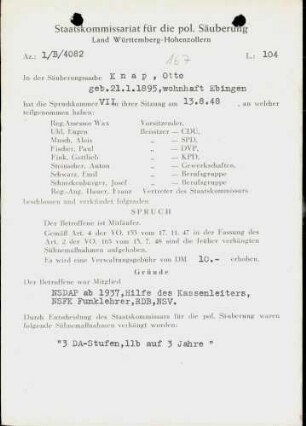 Staatskommissariat für die pol. Säuberung
Land Württemberg-Hohenzollern
Az.: 1/B/4082 167 L.: 104
In der Säuberungssache K n a p , Otto
geb.21.1.1895,wohnhaft Ebingen
hat die Spruchkammer VII in ihrer Sitzung am 13.8.48 , an welcher
teilgenommen haben:
Reg.Assessor Wax Vorsitzender,
Uhl, Eugen Beisitzer — CDU,
Mosch, Alois „ — SPD,
Fischer, Paul „ — DVP,
Fink, Gottlich „ — KPD,
Steinacher, Anton „ — Gewerkschaften,
Schwarz, Emil „ — Berufsgruppe
Schneckenburger, Josef „ — Berufsgruppe
Reg.-Ang. Bauer, Franz Vertreter des Staatskommissars
beschlossen und verkündet folgenden
SPRUCH
Der Betroffene ist Mitläufer.
Gemäß Art. 4 der VO. 133 vom 17. 11. 47 in der Fassung des
Art. 2 der VO. 165 vom 15. 7. 48 sind die früher verhängten
Sühnemaßnahmen aufgehoben.
Es wird eine Verwaltungsgebühr von DM 10.- erhoben.
Gründe
Der Betroffene war Mitglied
NSDAP ab 1937,Hilfe des Kassenleiters,
NSFK Funklehrer,RDB,NSV.
Durch Entscheidung des Staatskommissars für die pol. Säuberung waren
folgende Sühnemaßnahmen verhängt worden:
"3 DA-Stufen,11b auf 3 Jahre "